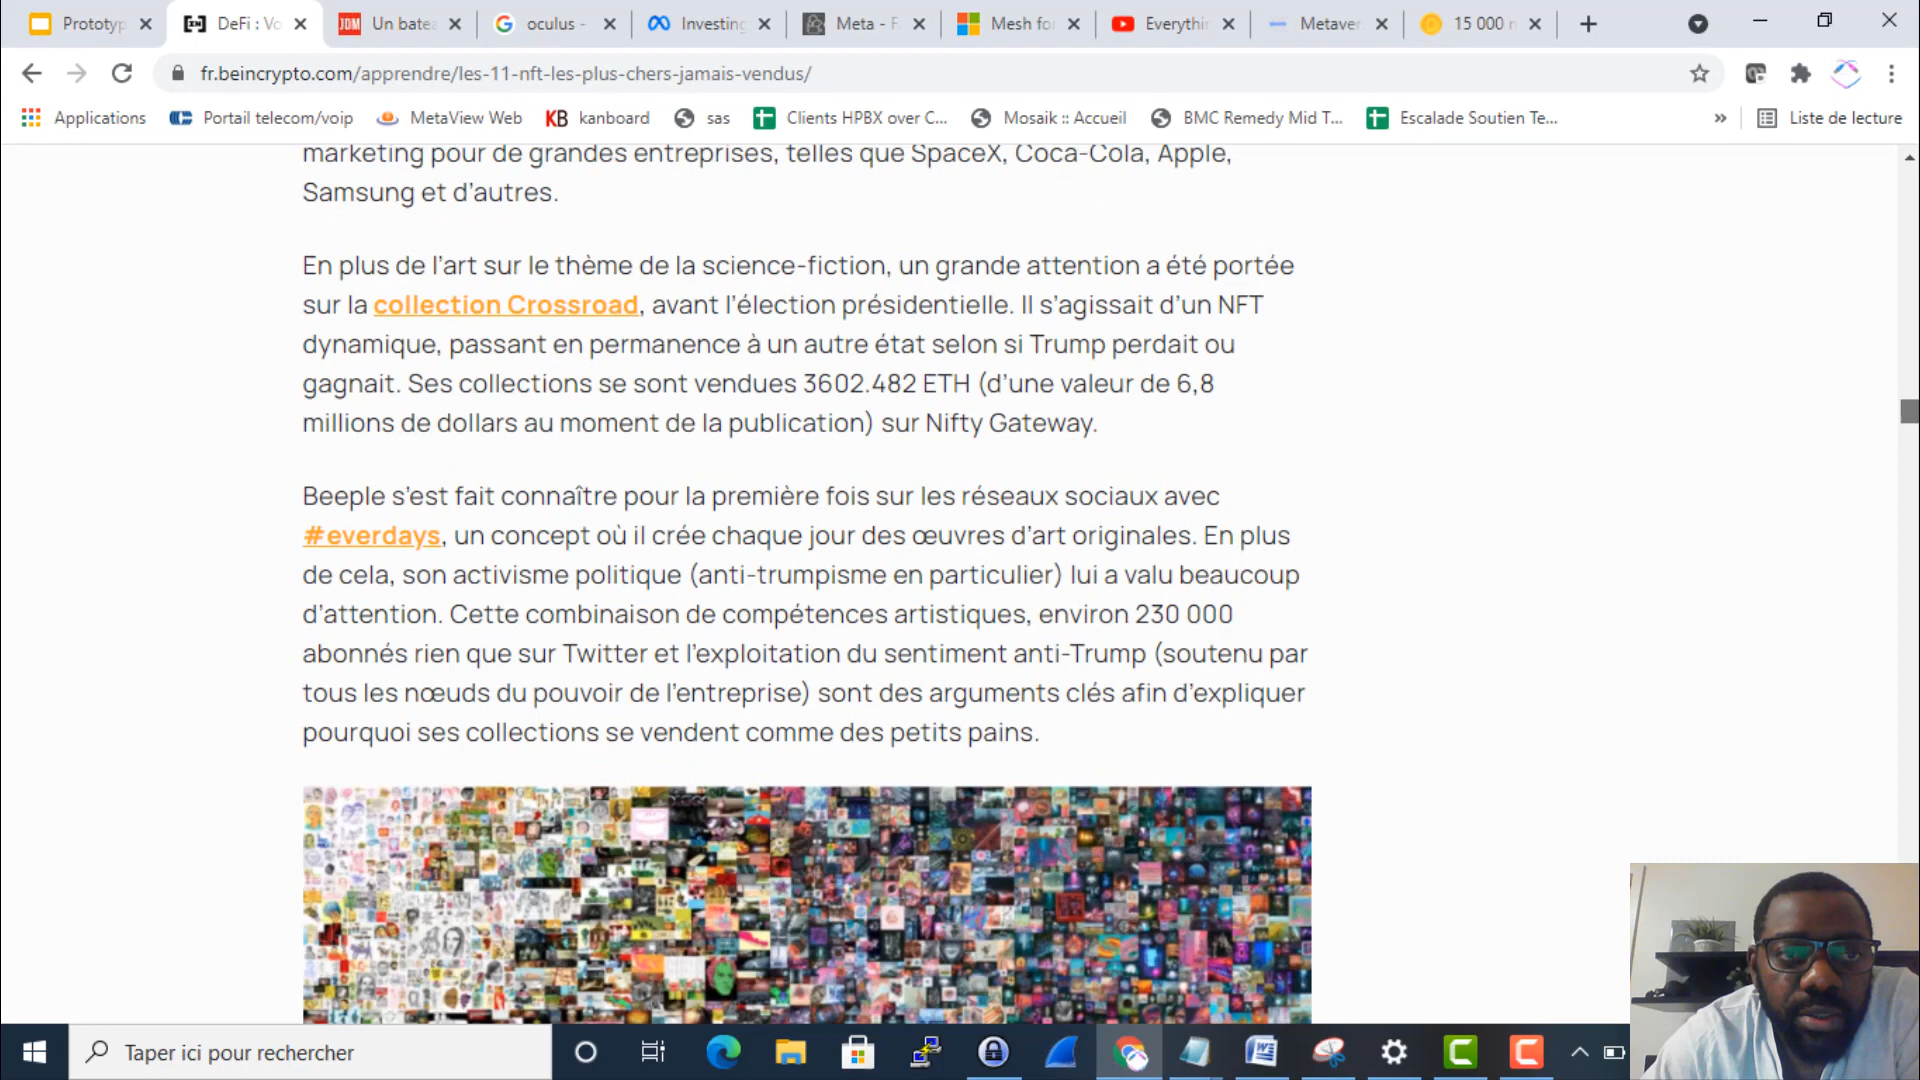 Prototyp
DeFi : Vo
JDM
Un batea
oculus -
Investing
Meta - F
Mesh for
Everythin
Metaver
15 000 n
fr.beincrypto.com/apprendre/les-11-nft-les-plus-chers-jamais-vendus/
Applications
Portail telecom/voip
MetaView Web
KB
kanboard
sas
Clients HPBX over C...
Mosaik :: Accueil
BMC Remedy Mid T...
Escalade Soutien Te...
»
Liste de lecture
marketing pour de grandes entreprises, telles que SpaceX, Coca-Cola, Apple,
Samsung et d'autres.
En plus de l'art sur le thème de la science-fiction, un grande attention a été portée
sur la collection Crossroad, avant l'élection présidentielle. Il s'agissait d'un NFT
dynamique, passant en permanence à un autre état selon si Trump perdait ou
gagnait. Ses collections se sont vendues 3602.482 ETH (d'une valeur de 6,8
millions de dollars au moment de la publication) sur Nifty Gateway.
Beeple s'est fait connaître pour la première fois sur les réseaux sociaux avec
#everdays, un concept où il crée chaque jour des œuvres d'art originales. En plus
de cela, son activisme politique (anti-trumpisme en particulier) lui a valu beaucoup
d'attention. Cette combinaison de compétences artistiques, environ 230 000
abonnés rien que sur Twitter et l'exploitation du sentiment anti-Trump (soutenu par
tous les nœuds du pouvoir de l'entreprise) sont des arguments clés afin d'expliquer
pourquoi ses collections se vendent comme des petits pains.
Taper ici pour rechercher